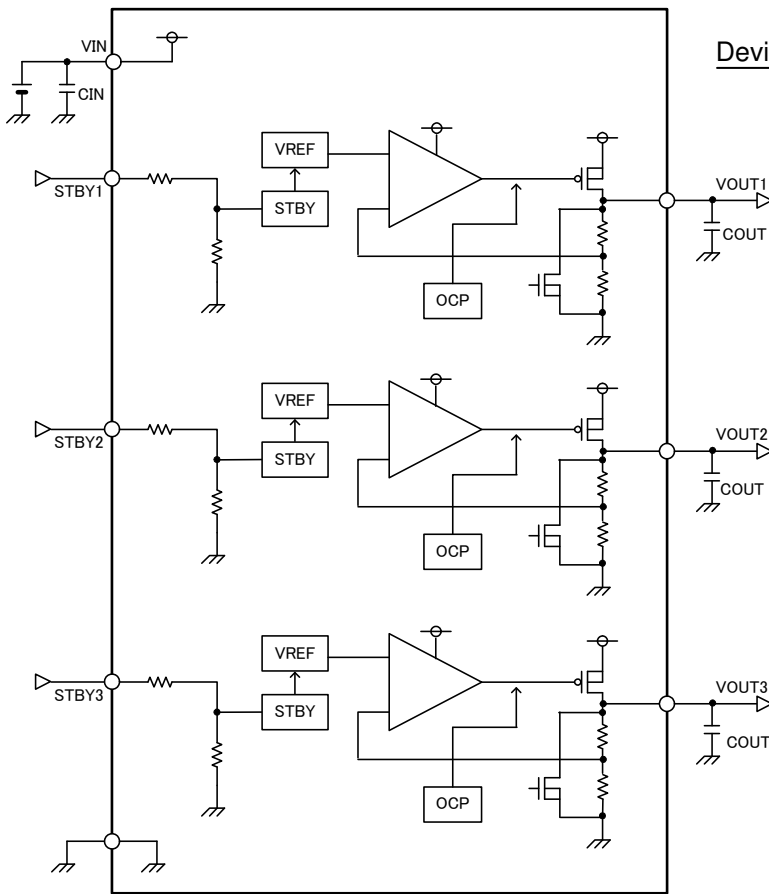 VIN
CIN
Devi
STBY1
VREF
STBY
OCP
VOUT1
COUT
STBY2
VREF
STBY
OCP
VOUT2
COUT
STBY3
VREF
STBY
OCP
VOUT3
COUT